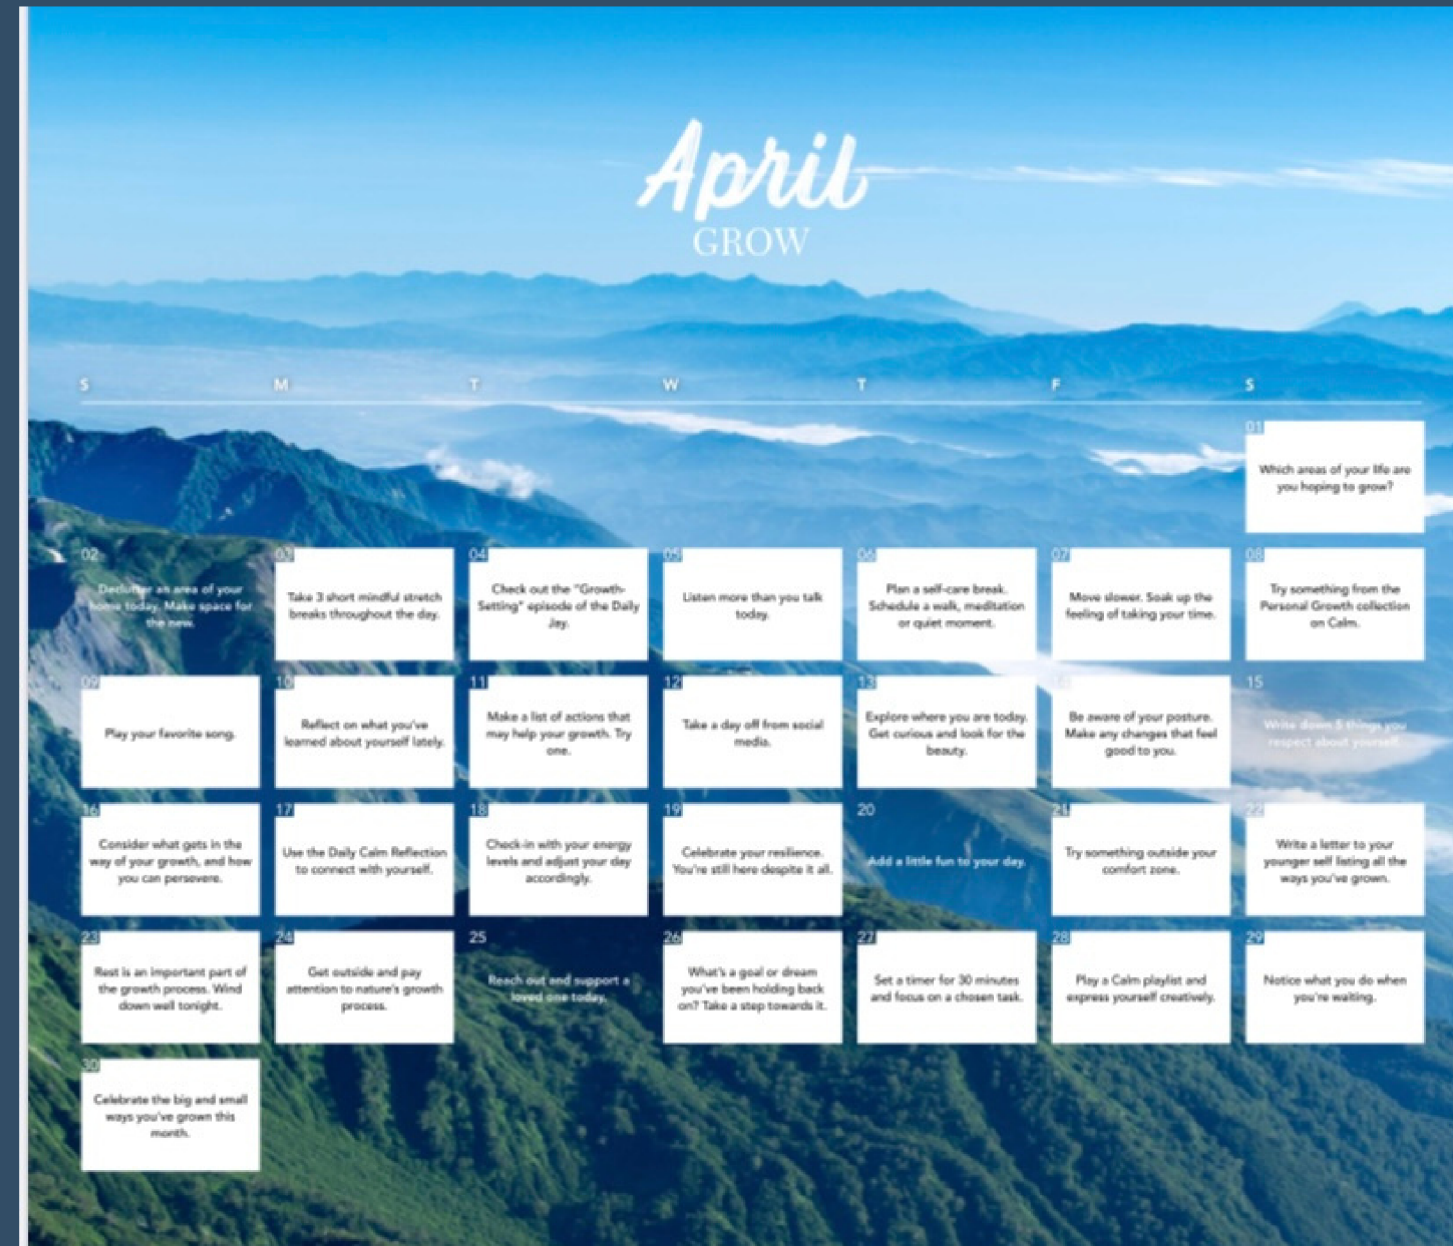 April
GROW
S M T W T F S
01
Which areas of your life are
you hoping to grow?
02
Declutter an area of your
home today. Make space for
the new.
03
Take 3 short mindful stretch
breaks throughout the day.
04
Check out the "Growth-
Setting" episode of the Daily
Jay.
05
Listen more than you talk
today.
06
Plan a self-care break.
Schedule a walk, meditation
or quiet moment.
07
Move slower. Soak up the
feeling of taking your time.
08
Try something from the
Personal Growth collection
on Calm.
09
Play your favorite song.
10
Reflect on what you've
learned about yourself lately.
11
Make a list of actions that
may help your growth. Try
one.
12
Take a day off from social
media.
13
Explore where you are today.
Get curious and look for the
beauty.
14
Be aware of your posture.
Make any changes that feel
good to you.
15
Write down 5 things you
respect about yourself.
16
Consider what gets in the
way of your growth, and how
you can persevere.
17
Use the Daily Calm Reflection
to connect with yourself.
18
Check-in with your energy
levels and adjust your day
accordingly.
19
Celebrate your resilience.
You're still here despite it all.
20
Add a little fun to your day.
21
Try something outside your
comfort zone.
22
Write a letter to your
younger self listing all the
ways you've grown.
23
Rest is an important part of
the growth process. Wind
down well tonight.
24
Get outside and pay
attention to nature's growth
process.
25
Reach out and support a
loved one today.
26
What's a goal or dream
you've been holding back
on? Take a step towards it.
27
Set a timer for 30 minutes
and focus on a chosen task.
28
Play a Calm playlist and
express yourself creatively.
29
Notice what you do when
you're waiting.
30
Celebrate the big and small
ways you've grown this
month.